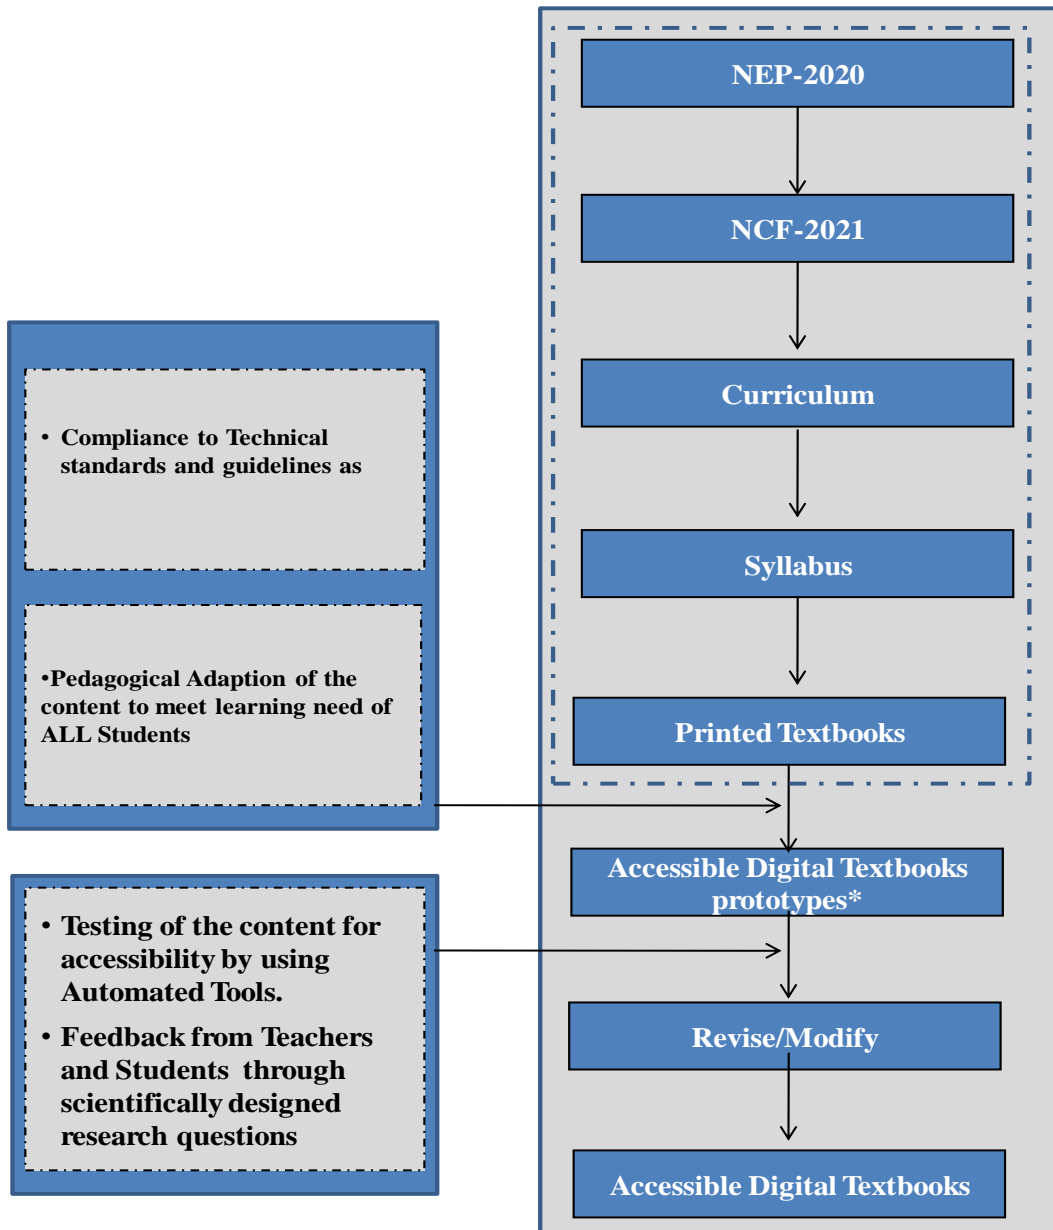 NEP-2020
NCF-2021
Curriculum
Syllabus
Printed Textbooks
• Compliance to Technical
standards and guidelines as
•Pedagogical Adaption of the
content to meet learning need of
ALL Students
Accessible Digital Textbooks
prototypes*
• Testing of the content for
accessibility by using
Automated Tools.
• Feedback from Teachers
and Students through
scientifically designed
research questions
Revise/Modify
Accessible Digital Textbooks